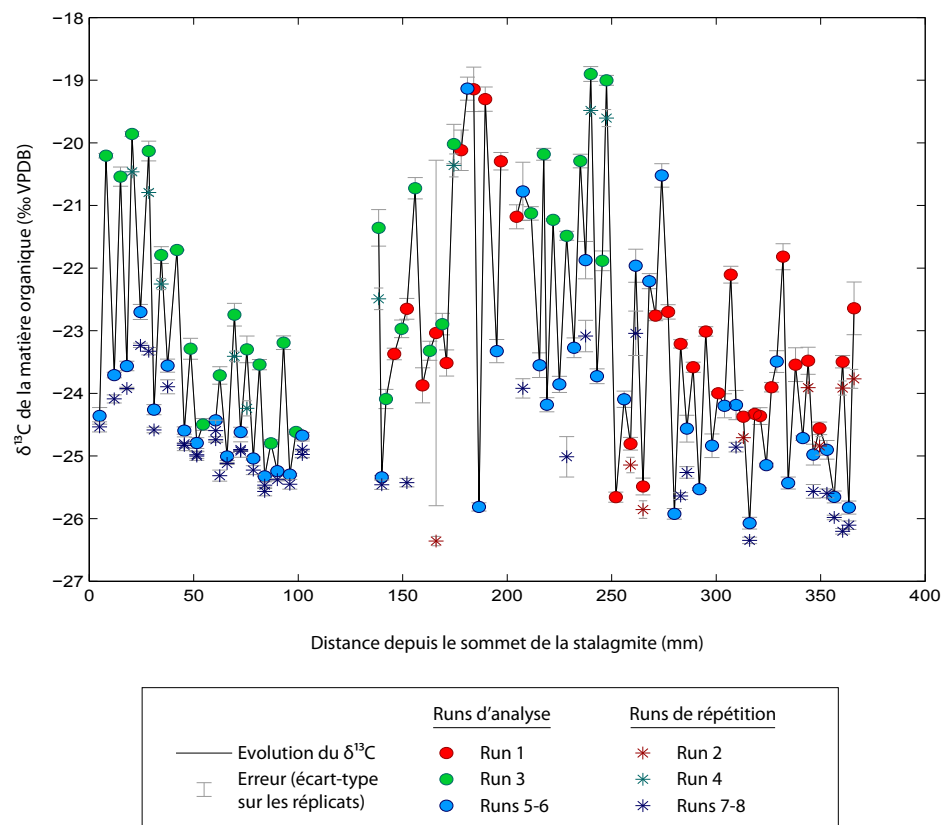 −18
−19
−20
−21
−22
−23
−24
−25
−26
−27
δ¹³C de la matière organique (‰ VPDB)
0 50 100 150 200 250 300 350 400
Distance depuis le sommet de la stalagmite (mm)
Runs d'analyse Runs de répétition
Evolution du δ¹³C Run 1 Run 2
Erreur (écart-type Run 3 Run 4
sur les réplicats) Runs 5-6 Runs 7-8